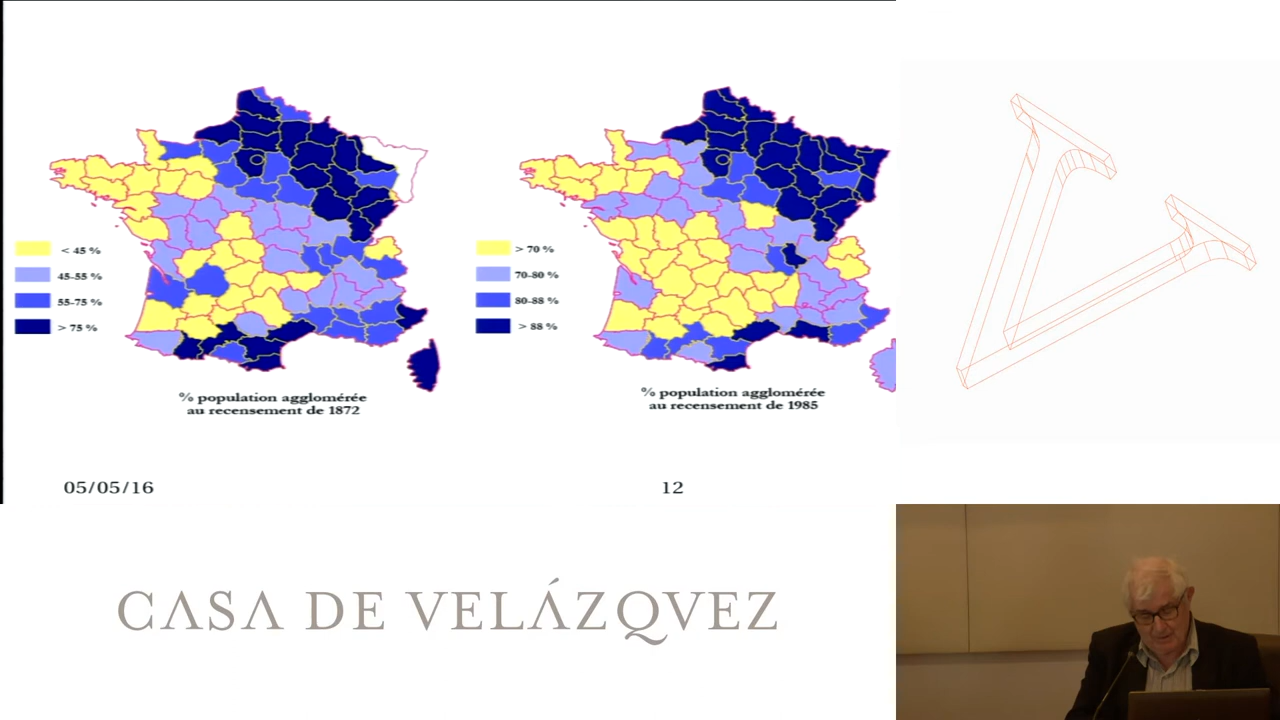 < 45 %
45-55 %
55-75 %
> 75 %
% population agglomérée
au recensement de 1872
> 70 %
70-80 %
80-88 %
> 88 %
% population agglomérée
au recensement de 1985
05/05/16
12
CASA DE VELÁZQVEZ